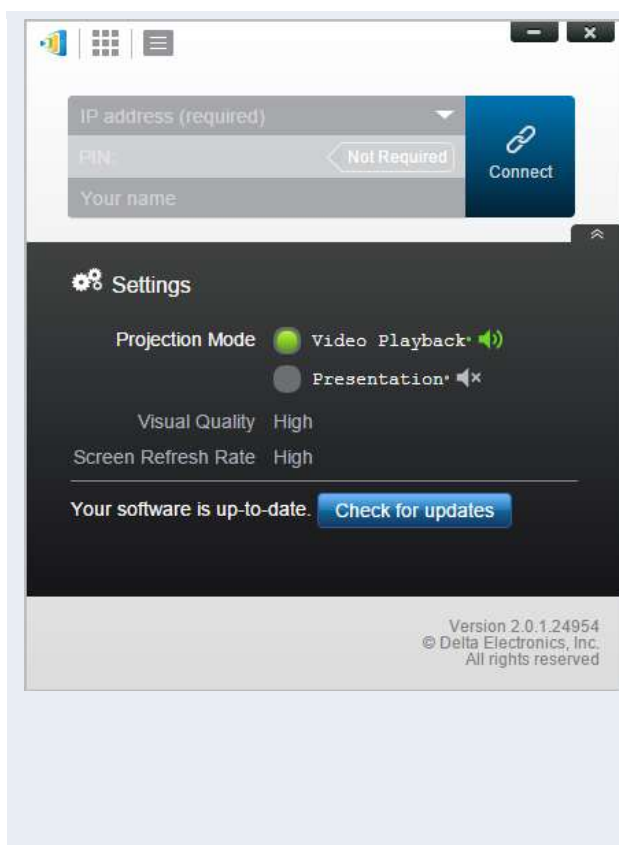 IP address (required)
PIN: Not Required
Your name
Connect
Settings
Projection Mode Video Playback
Presentation
Visual Quality High
Screen Refresh Rate High
Your software is up-to-date. Check for updates
Version 2.0.1.24954
© Delta Electronics, Inc.
All rights reserved